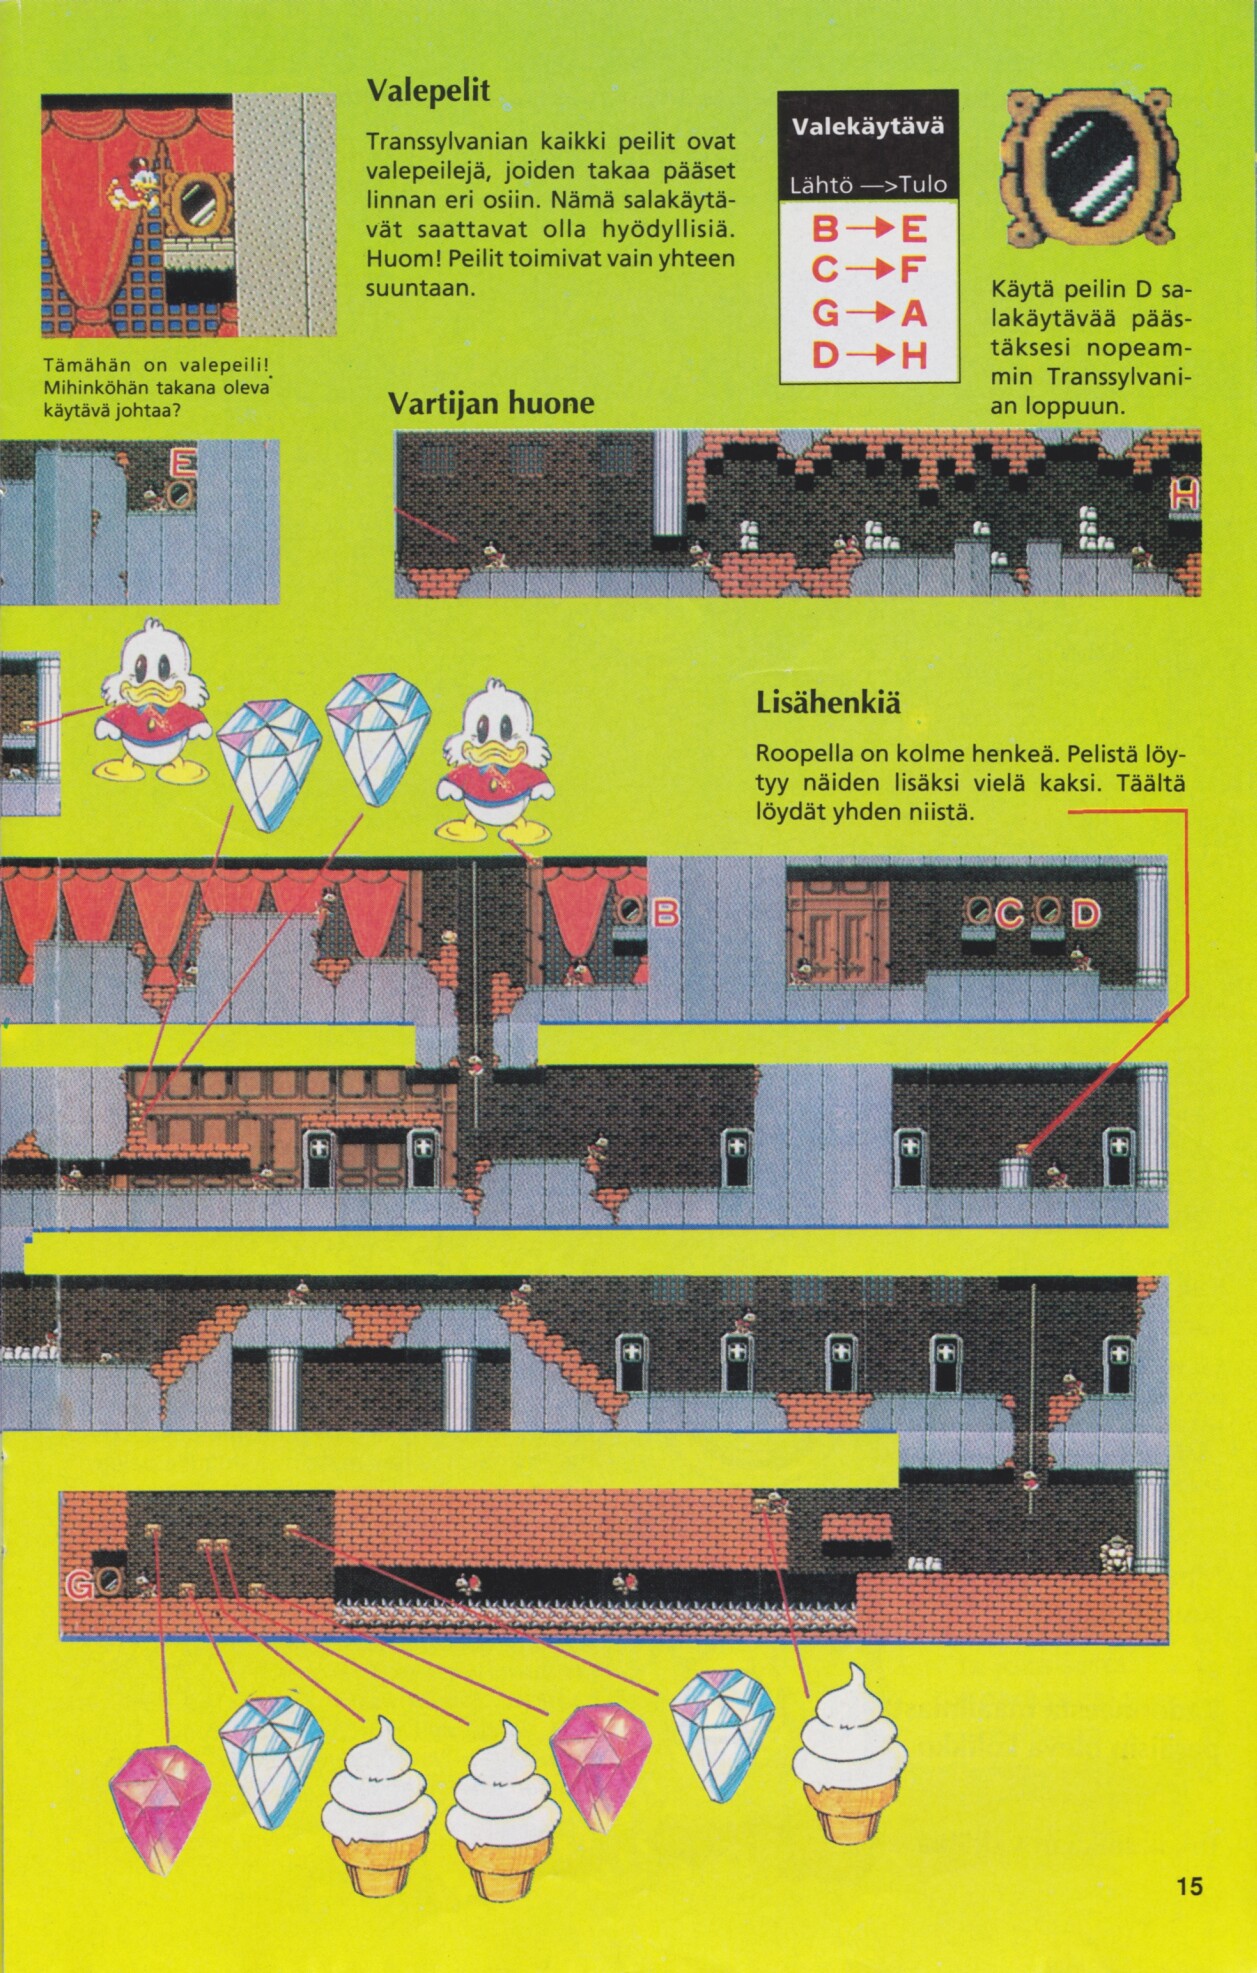 Valepelit
Transsylvanian kaikki peilit ovat
valepeilejä, joiden takaa pääset
linnan eri osiin. Nämä salakäytä-
vät saattavat olla hyödyllisiä.
Huom! Peilit toimivat vain yhteen
suuntaan.
Valekäytävä
Lähtö —>Tulo
B→E
C→F
G→A
D→H
Käytä peilin D sa-
lakäytävää pääs-
täksesi nopeam-
min Transsylvani-
an loppuun.
Tämähän on valepeili!
Mihinköhän takana oleva
käytävä johtaa?
Vartijan huone
E
H
Lisähenkiä
Roopella on kolme henkeä. Pelistä löy-
tyy näiden lisäksi vielä kaksi. Täältä
löydät yhden niistä.
B
C
D
G
15